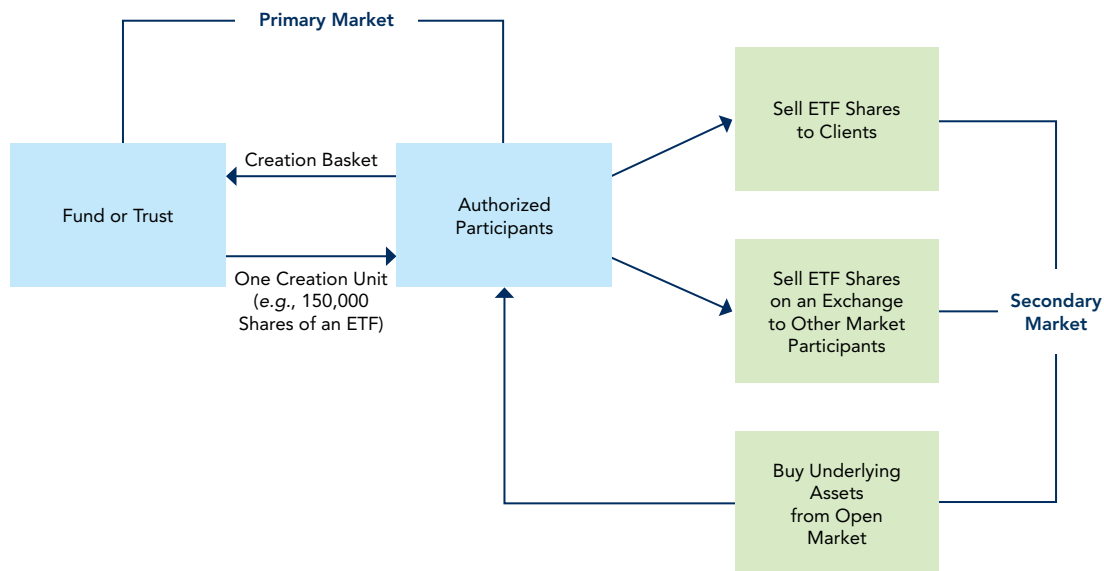 Primary Market
Fund or Trust
Creation Basket
One Creation Unit
(e.g., 150,000
Shares of an ETF)
Authorized
Participants
Sell ETF Shares
to Clients
Sell ETF Shares
on an Exchange
to Other Market
Participants
Buy Underlying
Assets
from Open
Market
Secondary
Market